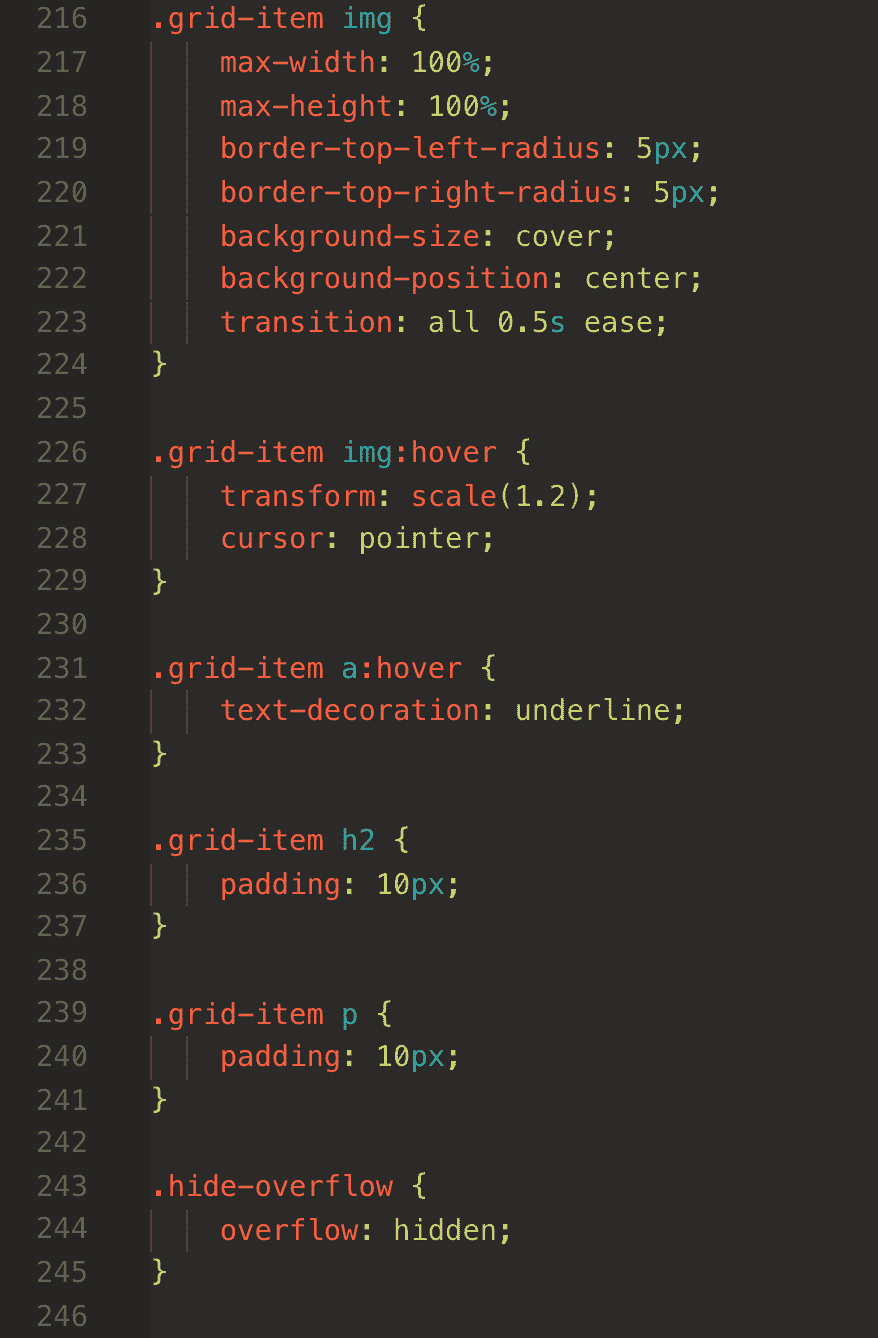 216 .grid-item img {
217 max-width: 100%;
218 max-height: 100%;
219 border-top-left-radius: 5px;
220 border-top-right-radius: 5px;
221 background-size: cover;
222 background-position: center;
223 transition: all 0.5s ease;
224 }
225
226 .grid-item img:hover {
227 transform: scale(1.2);
228 cursor: pointer;
229 }
230
231 .grid-item a:hover {
232 text-decoration: underline;
233 }
234
235 .grid-item h2 {
236 padding: 10px;
237 }
238
239 .grid-item p {
240 padding: 10px;
241 }
242
243 .hide-overflow {
244 overflow: hidden;
245 }
246